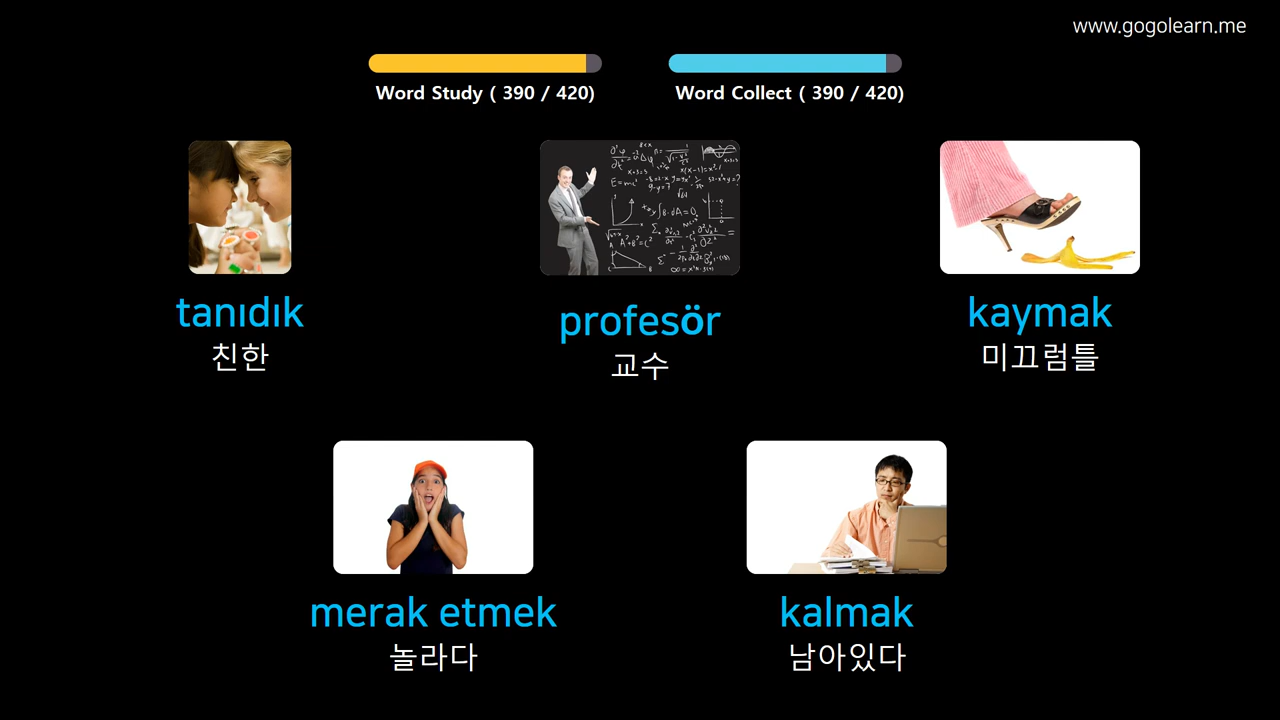 www.gogolearn.me
Word Study ( 390 / 420)
Word Collect ( 390 / 420)
tanıdık
친한
profesör
교수
kaymak
미끄럼틀
merak etmek
놀라다
kalmak
남아있다